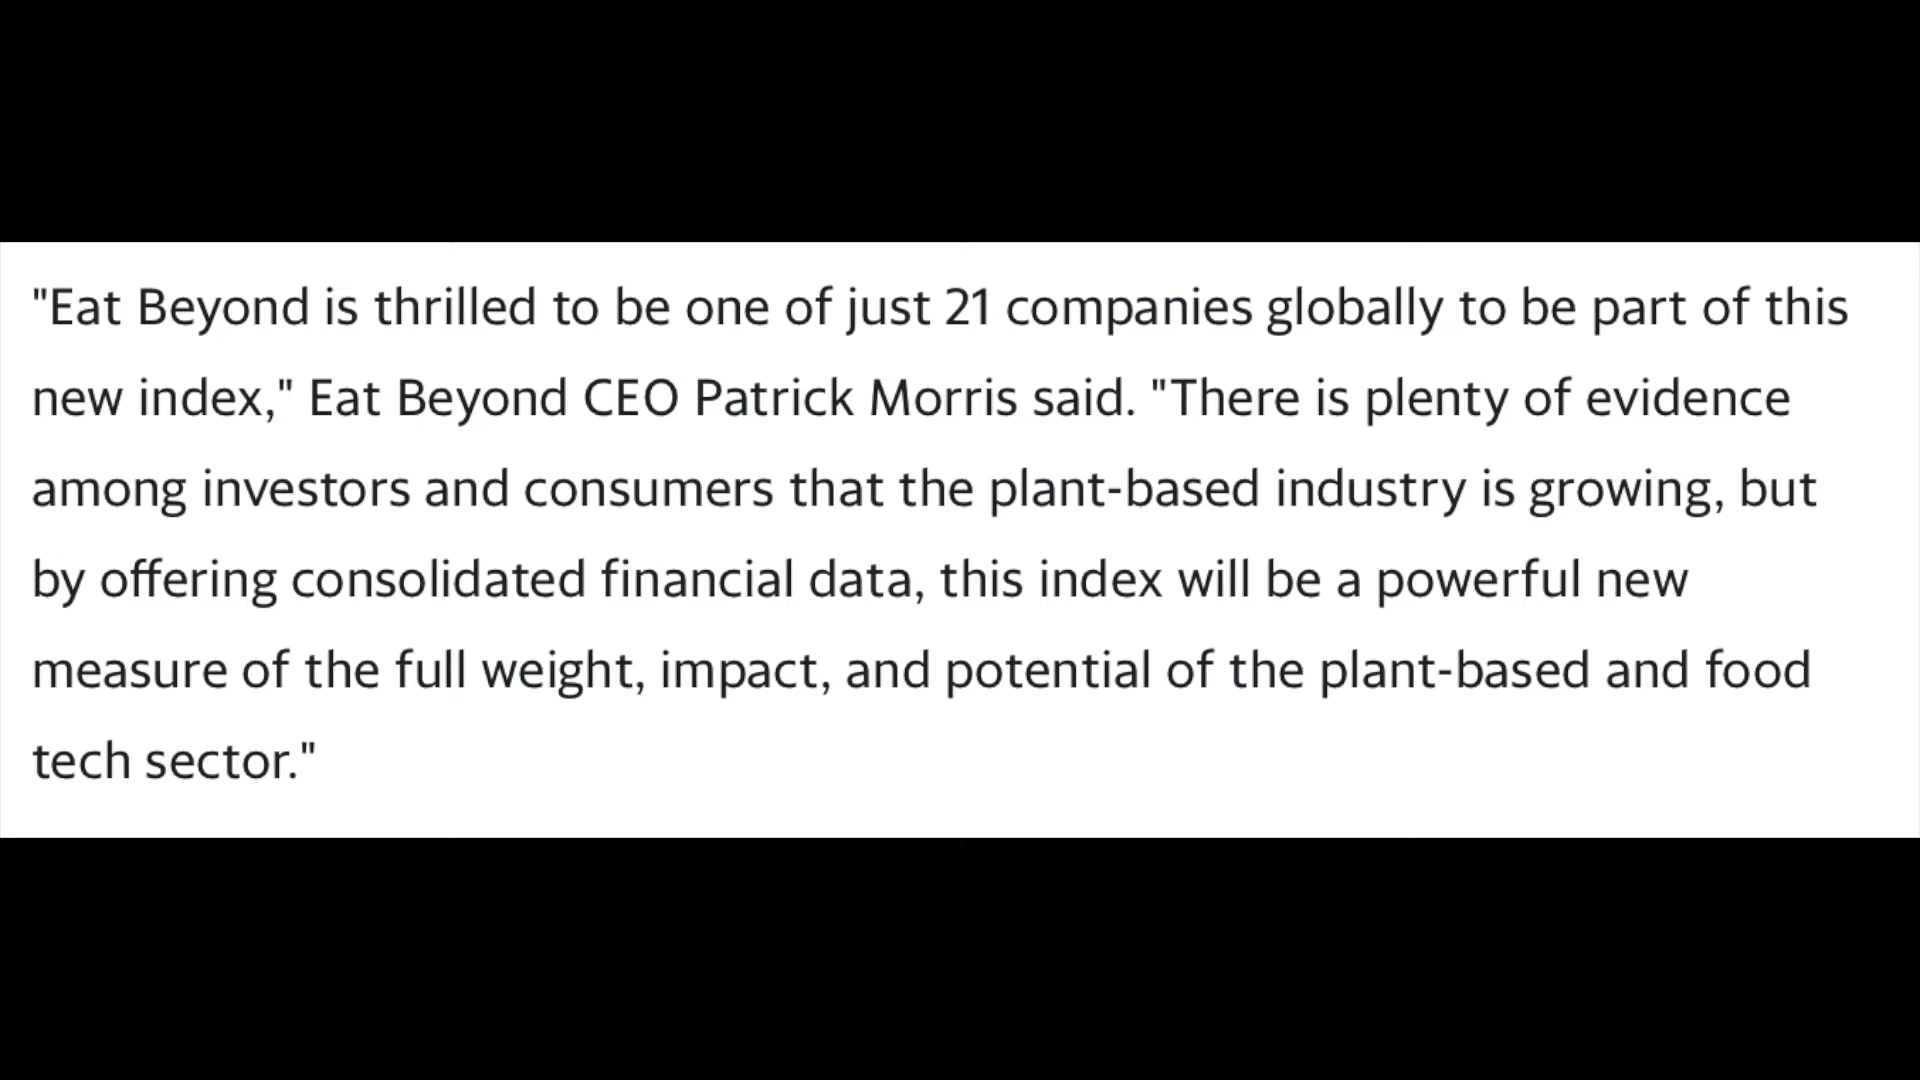 "Eat Beyond is thrilled to be one of just 21 companies globally to be part of this
new index," Eat Beyond CEO Patrick Morris said. "There is plenty of evidence
among investors and consumers that the plant-based industry is growing, but
by offering consolidated financial data, this index will be a powerful new
measure of the full weight, impact, and potential of the plant-based and food
tech sector."